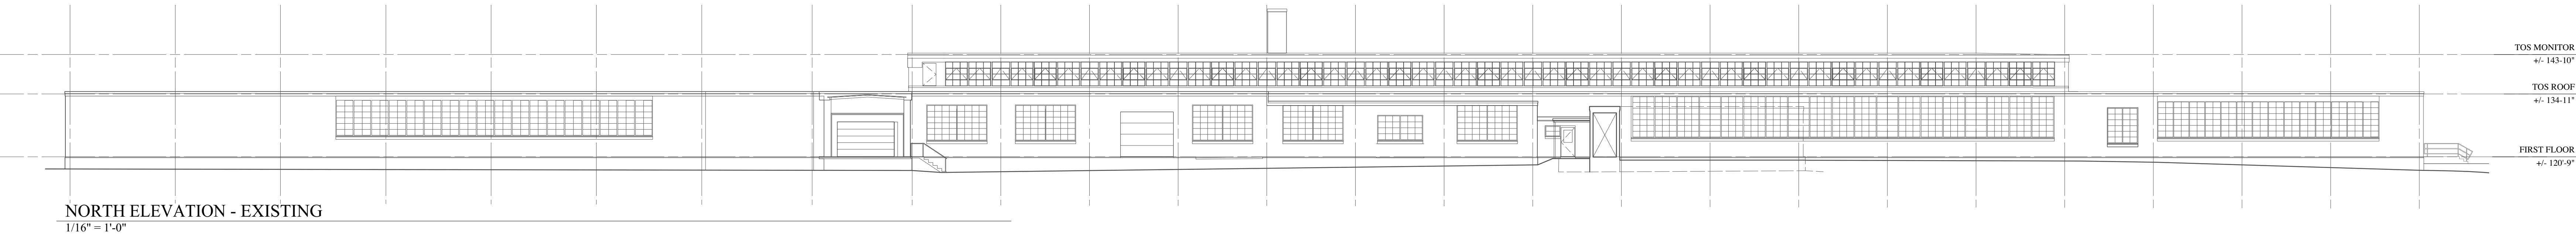 TOS MONITOR
+/- 143-10"
TOS ROOF
+/- 134-11"
FIRST FLOOR
+/- 120'-9"
NORTH ELEVATION - EXISTING
1/16" = 1'-0"